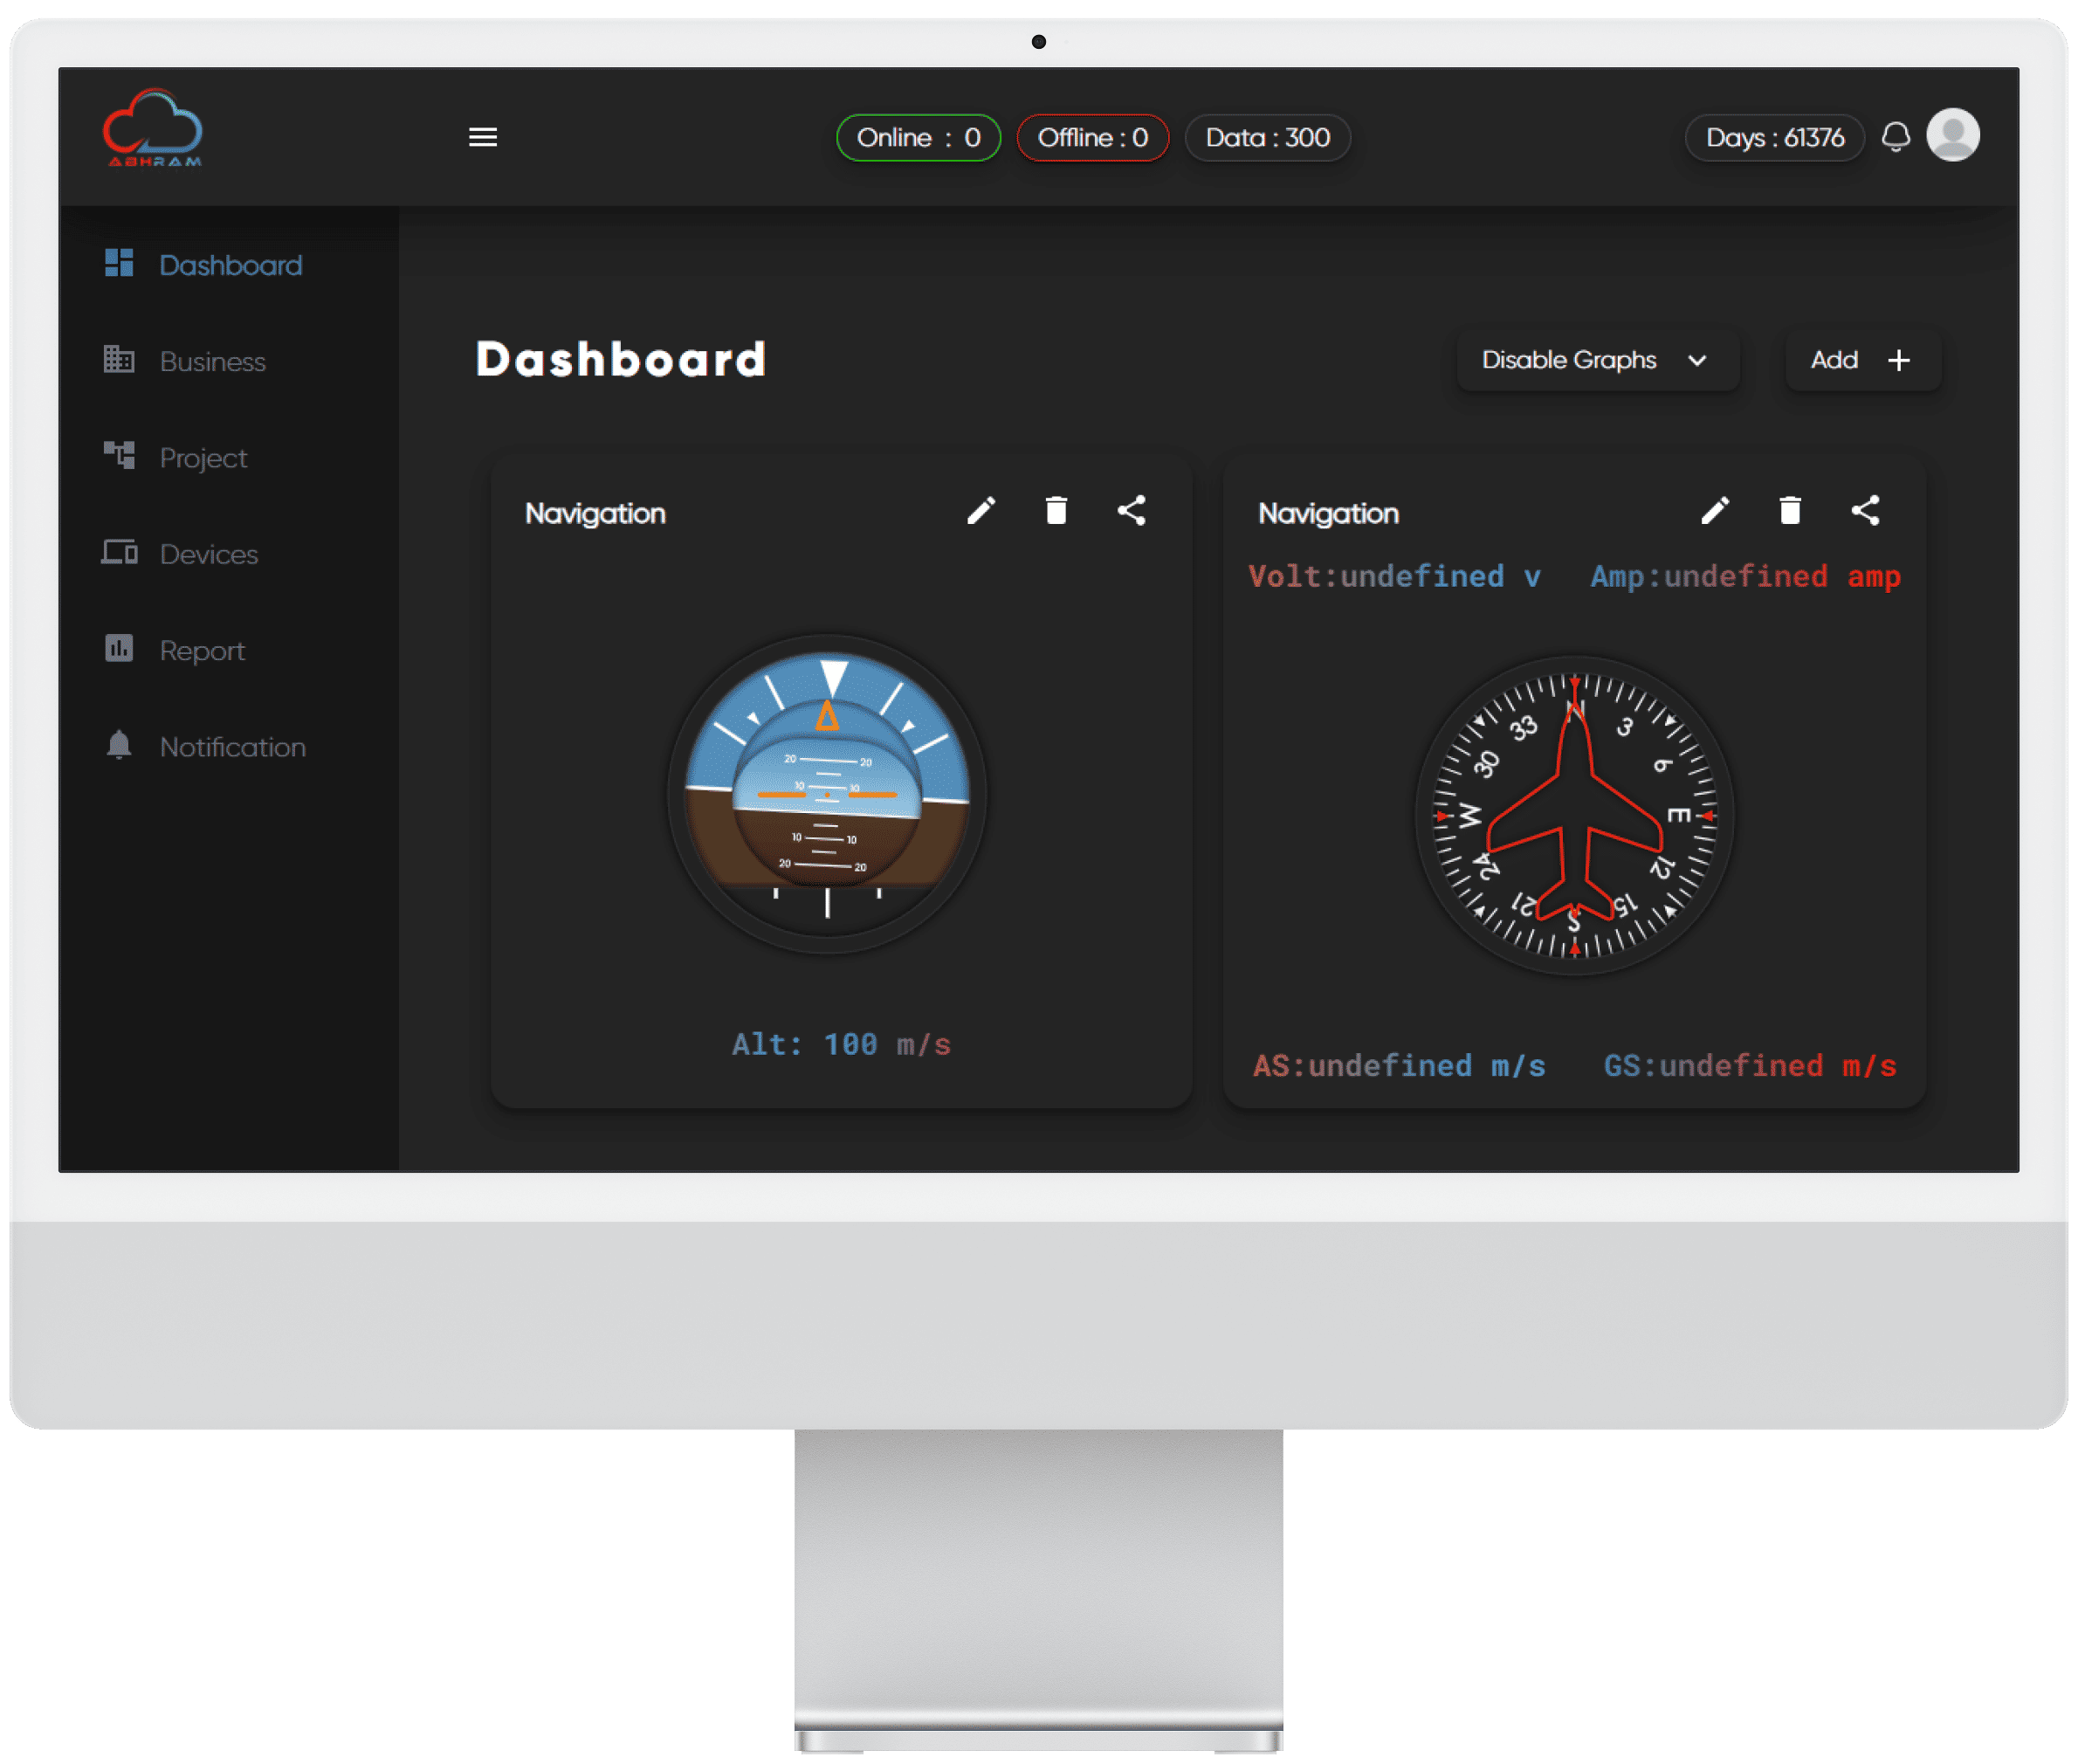 ABHRAM
Online : 0
Offline : 0
Data : 300
Days : 61376
Dashboard
Business
Project
Devices
Report
Notification
Dashboard
Disable Graphs
Add +
Navigation
20 20
10 10
10 10
20 20
Alt: 100 m/s
Navigation
Volt:undefined v Amp:undefined amp
N
33 3
30 6
W E
24 12
21 15
S
AS:undefined m/s GS:undefined m/s